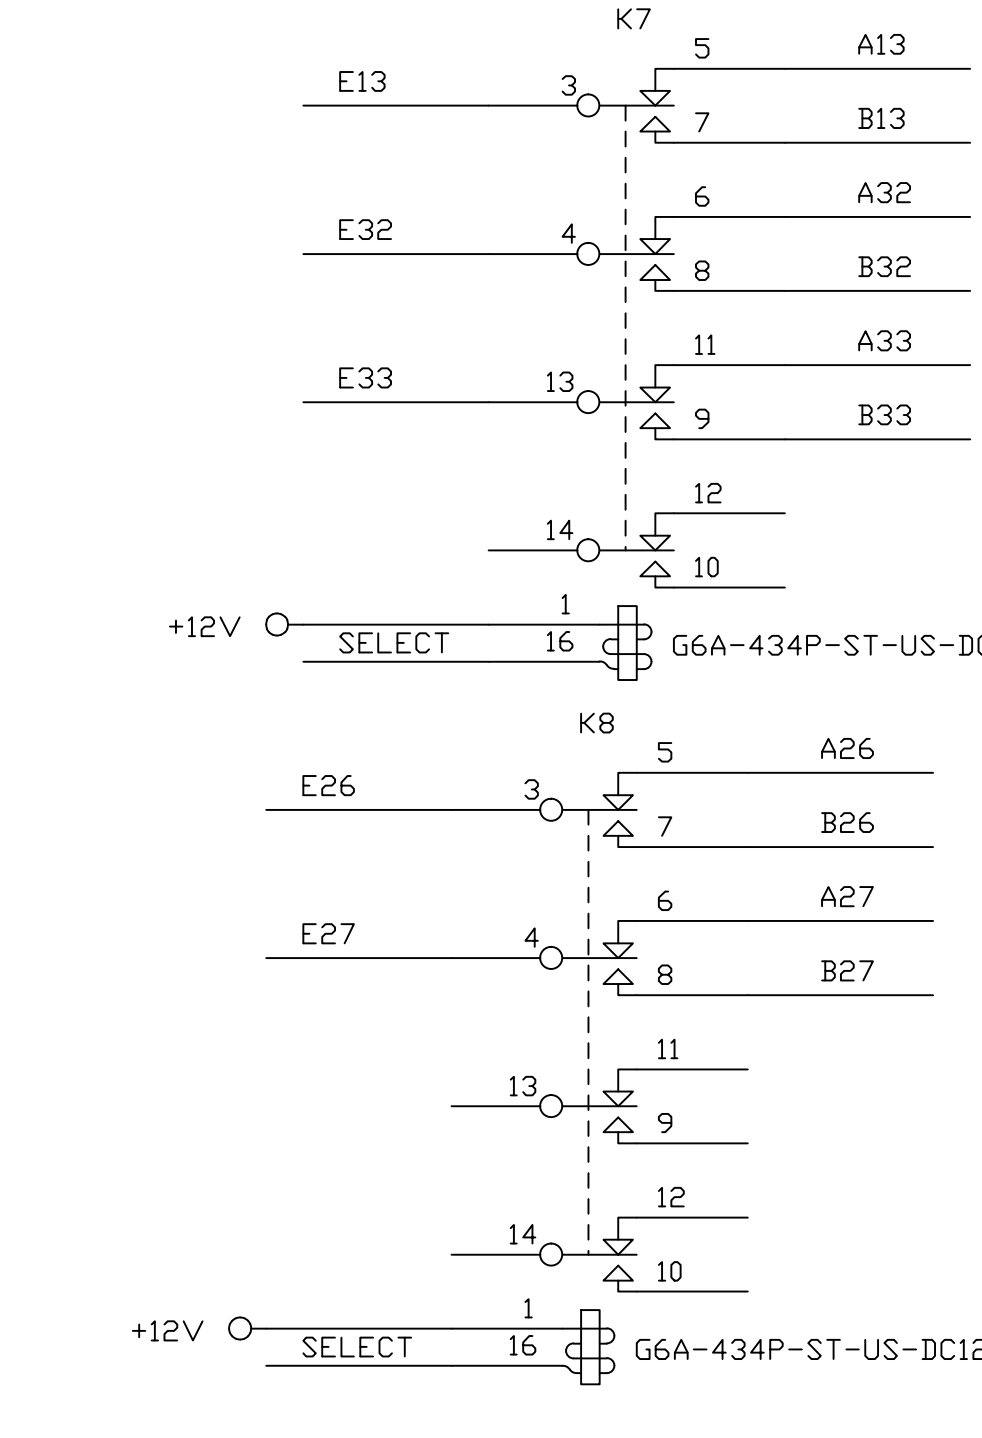 K7
5 A13
E13 3
7 B13
6 A32
E32 4
8 B32
11 A33
E33 13
9 B33
12
14
10
1
+12V
SELECT 16
G6A-434P-ST-US-DC
K8
5 A26
E26 3
7 B26
6 A27
E27 4
8 B27
11
13
9
12
14
10
1
+12V
SELECT 16
G6A-434P-ST-US-DC12